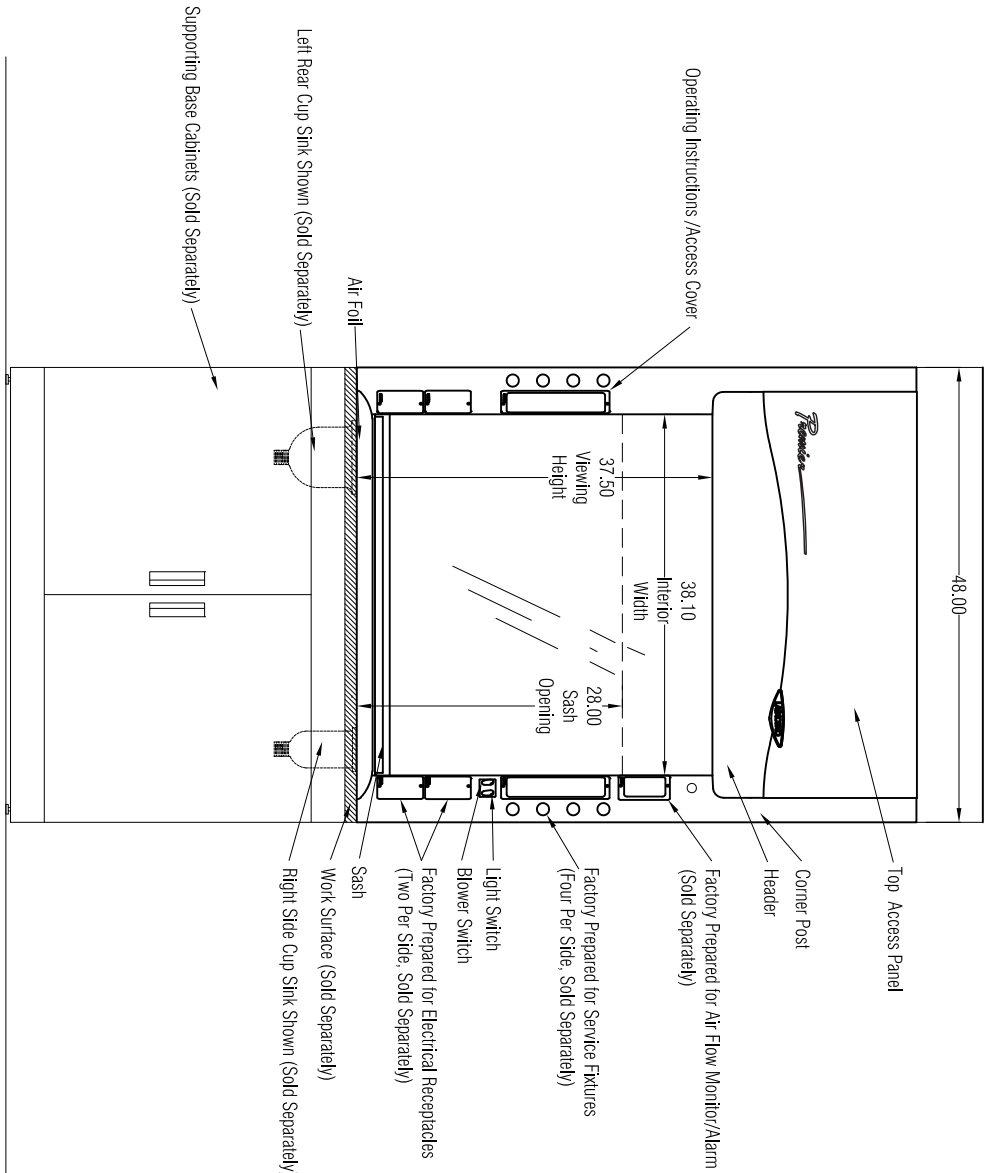 48.00
Top Access Panel
Corner Post
Header
Premier
LABCONCO
Operating Instructions /Access Cover
Factory Prepared for Air Flow Monitor/Alarm
(Sold Separately)
37.50
Viewing
Height
38.10
Interior
Width
28.00
Sash
Opening
Factory Prepared for Service Fixtures
(Four Per Side, Sold Separately)
Light Switch
Blower Switch
Factory Prepared for Electrical Receptacles
(Two Per Side, Sold Separately)
Air Foil
Sash
Left Rear Cup Sink Shown (Sold Separately)
Work Surface (Sold Separately)
Right Side Cup Sink Shown (Sold Separately
Supporting Base Cabinets (Sold Separately)